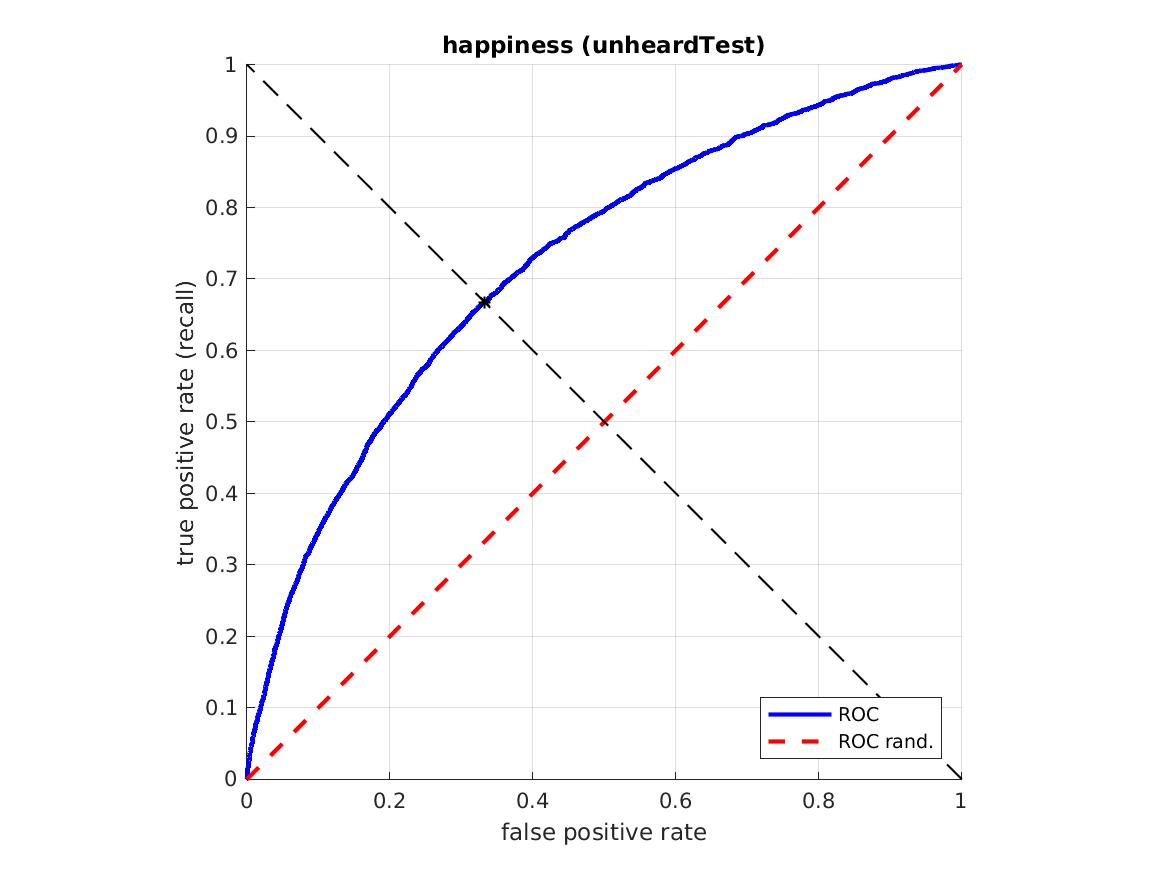 happiness (unheardTest)
1
0.9
0.8
0.7
0.6
0.5
0.4
0.3
0.2
0.1
0
true positive rate (recall)
0 0.2 0.4 0.6 0.8 1
false positive rate
ROC
ROC rand.